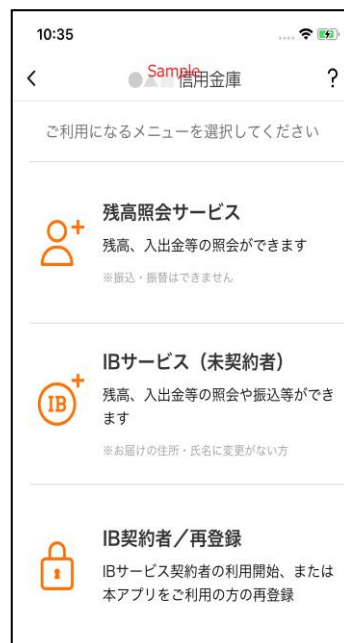 10:35
Sample
●▲■信用金庫
?
ご利用になるメニューを選択してください
残高照会サービス
残高、入出金等の照会ができます
※振込・振替はできません
IB
IBサービス（未契約者）
残高、入出金等の照会や振込等ができ
ます
※お届けの住所・氏名に変更がない方
IB契約者／再登録
IBサービス契約者の利用開始、または
本アプリをご利用の方の再登録